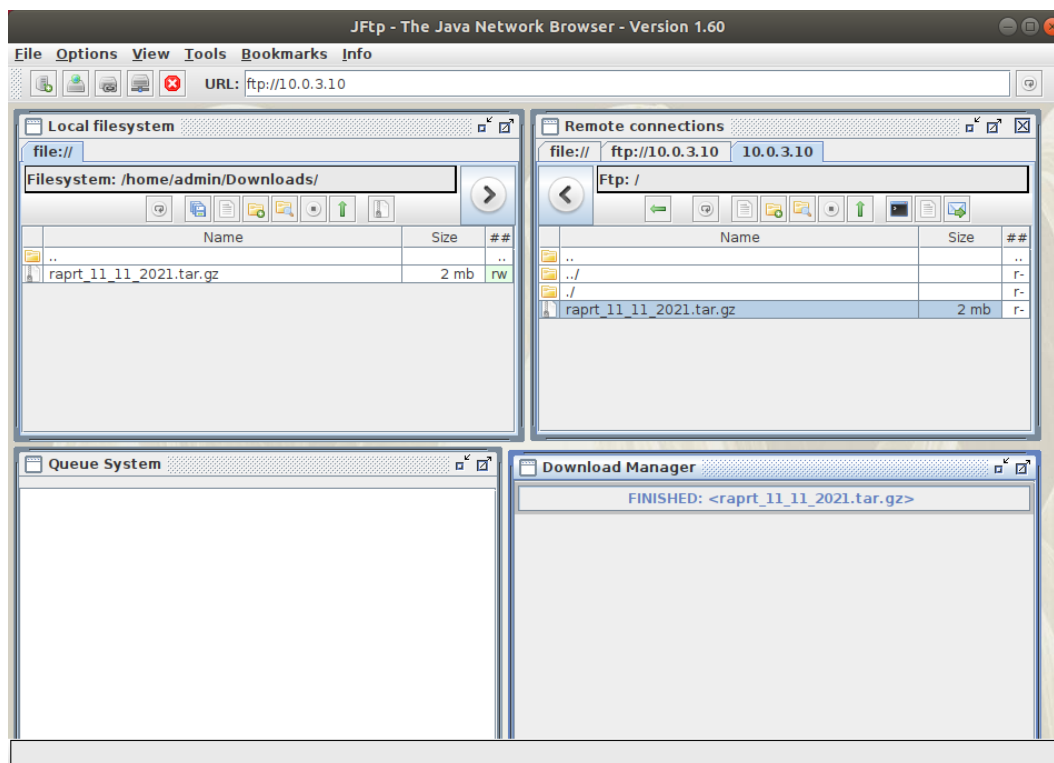 JFtp - The Java Network Browser - Version 1.60
File Options View Tools Bookmarks Info
URL: ftp://10.0.3.10
Local filesystem
file://
Filesystem: /home/admin/Downloads/
Name Size ##
.. ..
raprt_11_11_2021.tar.gz 2 mb rw
Remote connections
file:// ftp://10.0.3.10 10.0.3.10
Ftp: /
Name Size ##
.. ..
../ r-
./ r-
raprt_11_11_2021.tar.gz 2 mb r-
Queue System
Download Manager
FINISHED: <raprt_11_11_2021.tar.gz>